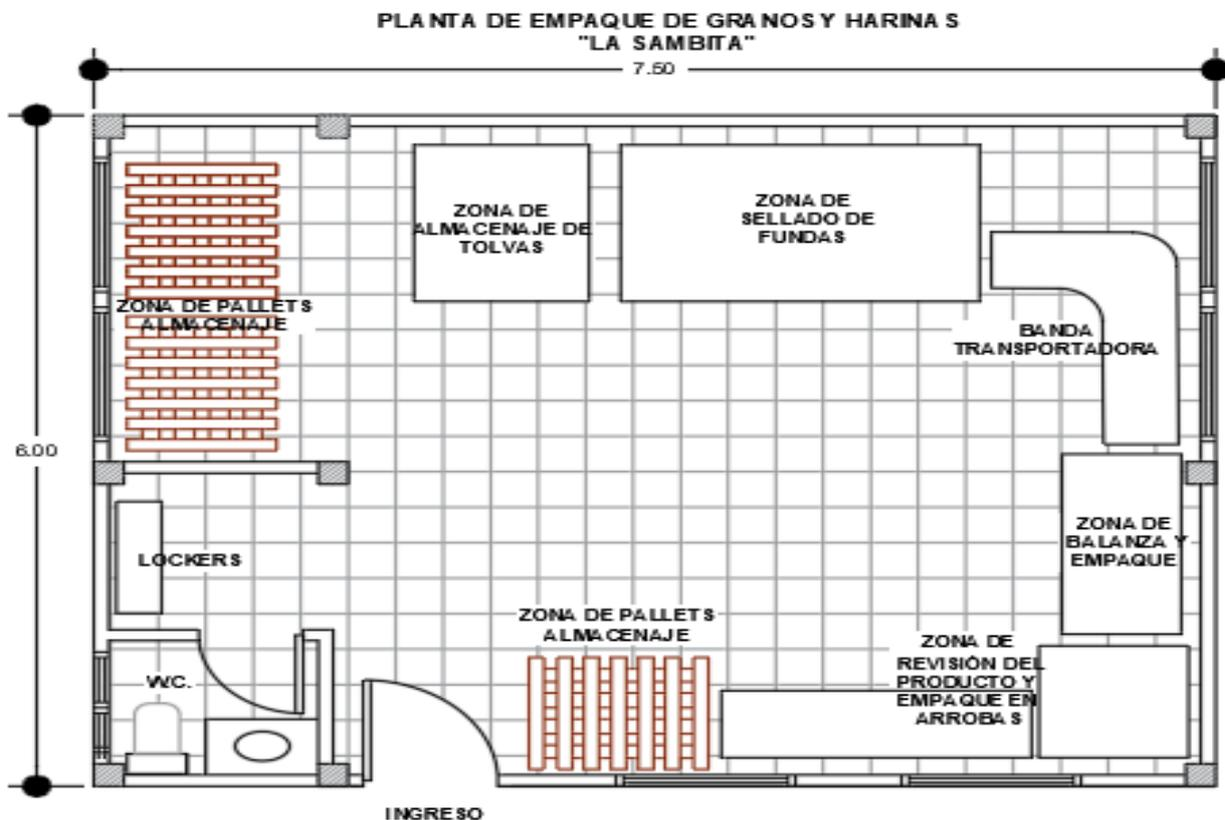 PLANTA DE EMPAQUE DE GRANOS Y HARINAS
"LA SAMBITA"
7.50
6.00
ZONA DE
ALMACENAJE DE
TOLVAS
ZONA DE
SELLADO DE
FUNDAS
ZONA DE PALLETS
ALMACENAJE
BANDA
TRANSPORTADORA
ZONA DE
BALANZA Y
EMPAQUE
LOCKERS
ZONA DE PALLETS
ALMACENAJE
ZONA DE
REVISIÓN DEL
PRODUCTO Y
EMPAQUE EN
ARROBAS
W.C.
INGRESO